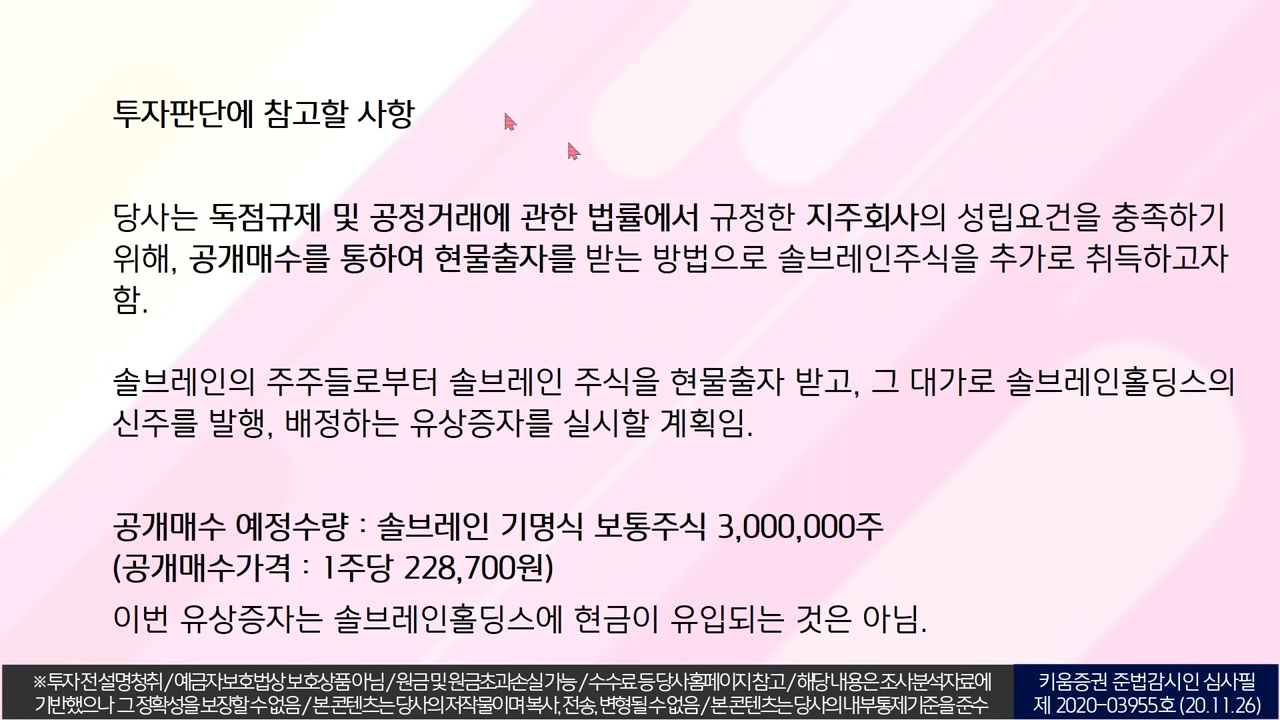 투자판단에 참고할 사항
당사는 독점규제 및 공정거래에 관한 법률에서 규정한 지주회사의 성립요건을 충족하기
위해, 공개매수를 통하여 현물출자를 받는 방법으로 솔브레인주식을 추가로 취득하고자
함.
솔브레인의 주주들로부터 솔브레인 주식을 현물출자 받고, 그 대가로 솔브레인홀딩스의
신주를 발행, 배정하는 유상증자를 실시할 계획임.
공개매수 예정수량 : 솔브레인 기명식 보통주식 3,000,000주
(공개매수가격 : 1주당 228,700원)
이번 유상증자는 솔브레인홀딩스에 현금이 유입되는 것은 아님.
※ 투자 전 설명청취 / 예금자보호법상 보호상품 아님 / 원금 및 원금초과손실 가능 / 수수료 등 당사홈페이지 참고 / 해당 내용은 조사분석자료에
기반했으나 그 정확성을 보장할 수 없음 / 본 콘텐츠는 당사의 저작물이며 복사, 전송, 변형될 수 없음 / 본 콘텐츠는 당사의 내부통제기준을 준수
키움증권 준법감시인 심사필
제 2020-03955호 (20.11.26)